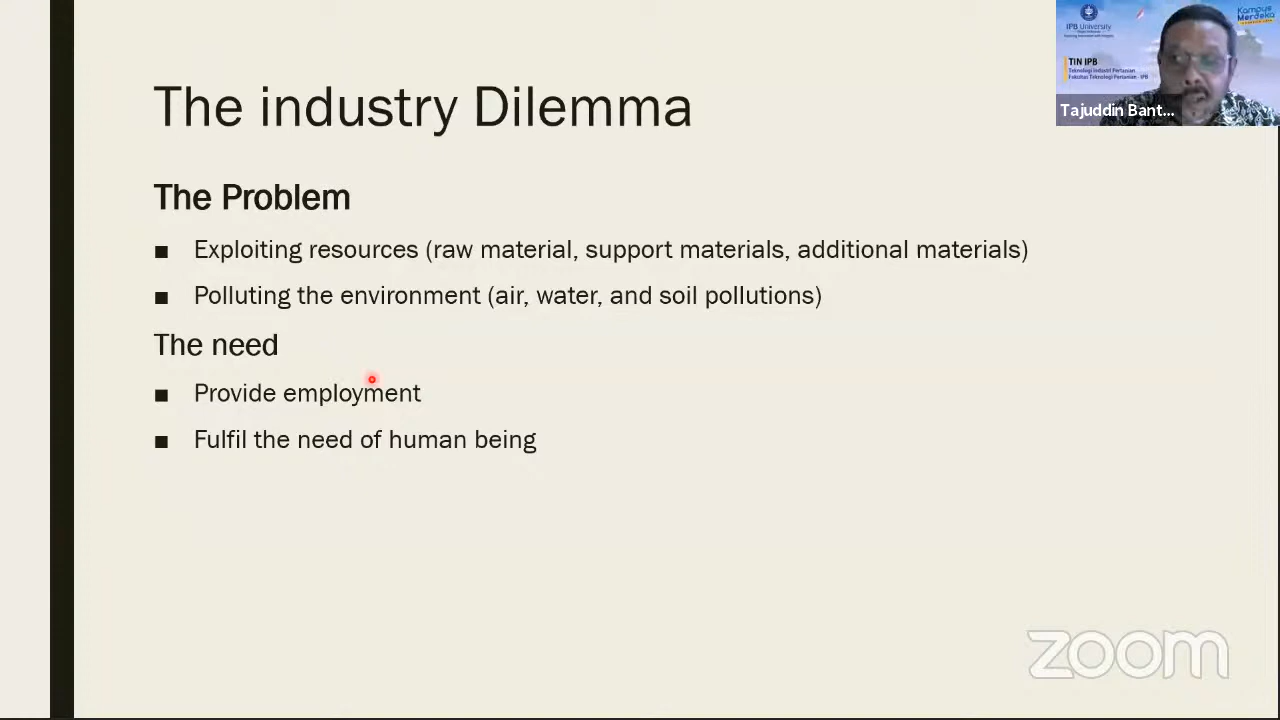 The industry Dilemma
The Problem
■ Exploiting resources (raw material, support materials, additional materials)
■ Polluting the environment (air, water, and soil pollutions)
The need
■ Provide employment
■ Fulfil the need of human being
IPB University
Kampus
Merdeka
TIN IPB
Teknologi Industri Pertanian
Fakultas Teknologi Pertanian - IPB
Tajuddin Bant...
zoom